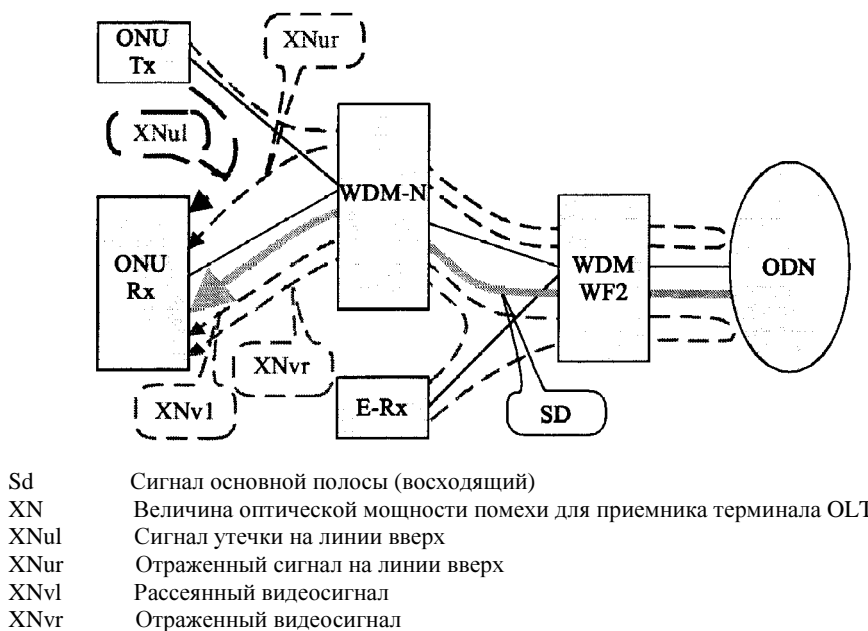 ONU
Tx
XNur
XNul
WDM-N
ONU
Rx
WDM
WF2
ODN
XNvr
XNv1
E-Rx
SD
Sd Сигнал основной полосы (восходящий)
XN Величина оптической мощности помехи для приемника терминала OLT
XNul Сигнал утечки на линии вверх
XNur Отраженный сигнал на линии вверх
XNvl Рассеянный видеосигнал
XNvr Отраженный видеосигнал